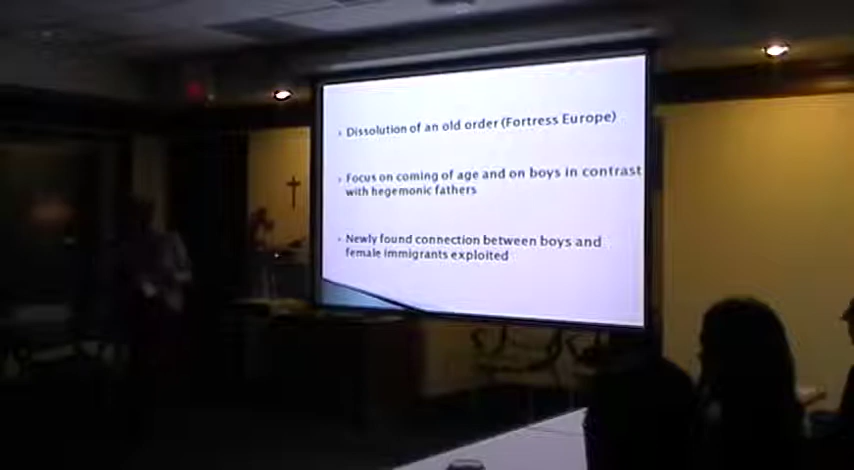 Dissolution of an old order (Fortress Europe)
Focus on coming of age and on boys in contrast
with hegemonic fathers
Newly found connection between boys and
female immigrants exploited